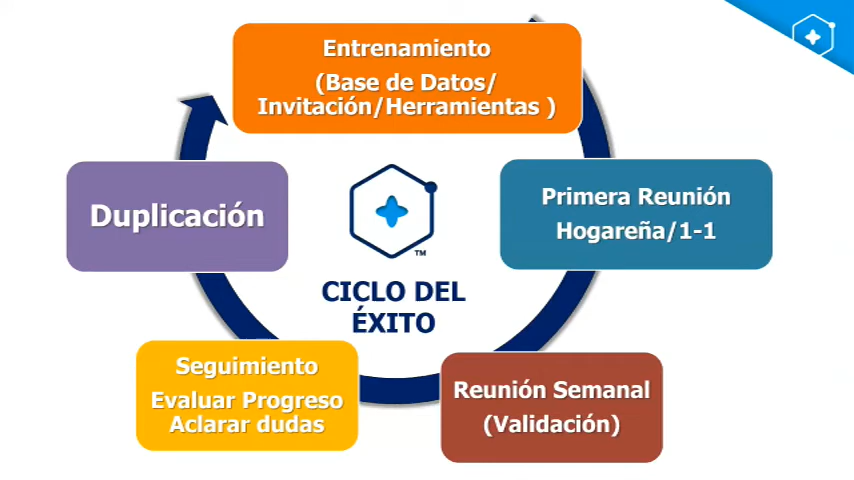 Entrenamiento
(Base de Datos/
Invitación/Herramientas )
Primera Reunión
Hogareña/1-1
Reunión Semanal
(Validación)
Seguimiento
Evaluar Progreso
Aclarar dudas
Duplicación
TM
CICLO DEL
ÉXITO